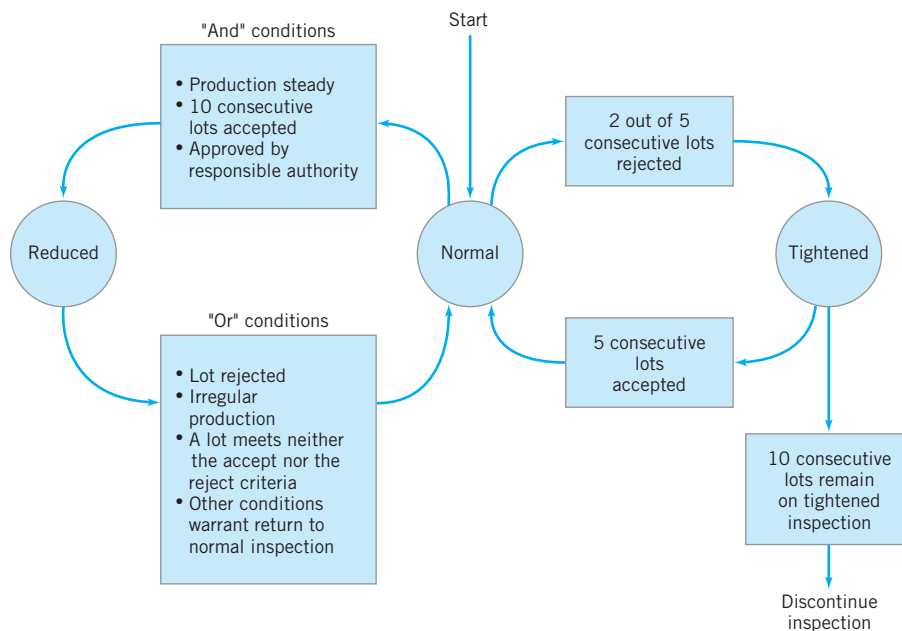 "And" conditions
Start
• Production steady
• 10 consecutive
lots accepted
• Approved by
responsible authority
2 out of 5
consecutive lots
rejected
Reduced
Normal
Tightened
"Or" conditions
• Lot rejected
• Irregular
production
• A lot meets neither
the accept nor the
reject criteria
• Other conditions
warrant return to
normal inspection
5 consecutive
lots
accepted
10 consecutive
lots remain
on tightened
inspection
Discontinue
inspection